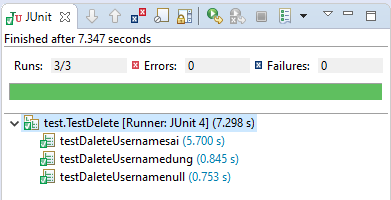 JUnit
Finished after 7.347 seconds
Runs: 3/3 Errors: 0 Failures: 0
test.TestDelete [Runner: JUnit 4] (7.298 s)
testDaleteUsernamesai (5.700 s)
testDaleteUsernamedung (0.845 s)
testDaleteUsernamenull (0.753 s)